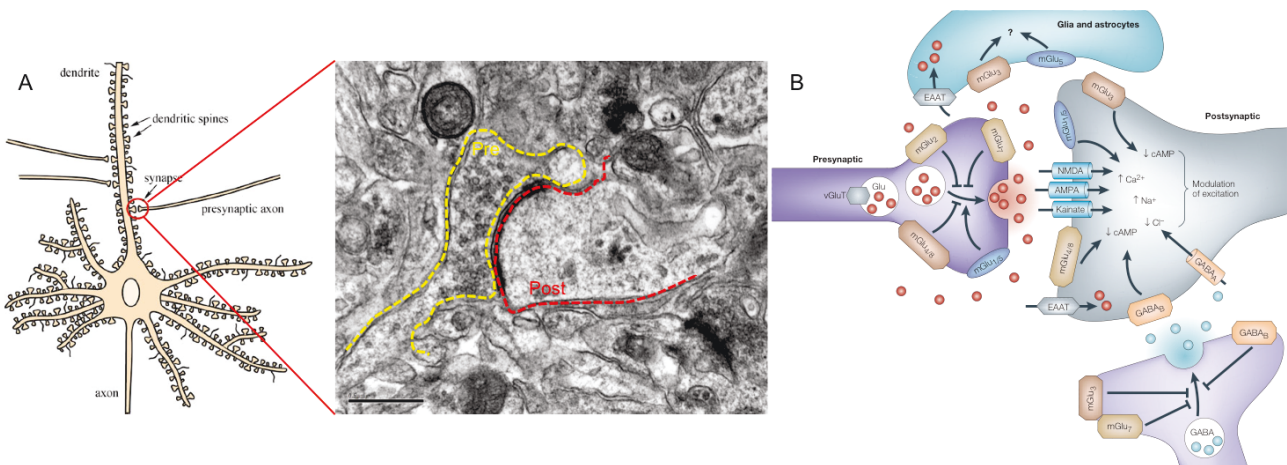 A
dendrite
dendritic spines
synapse
presynaptic axon
axon
Pre
Post
B
Glia and astrocytes
?
mGlu3
mGlu5
EAAT
mGlu3
Postsynaptic
mGlu1/5
mGlu2
mGlu7
Presynaptic
↓ cAMP
NMDA
↑ Ca2+
Modulation
of excitation
vGluT
Glu
AMPA
↑ Na+
Kainate
↓ Cl−
↓ cAMP
mGlu4/8
mGlu1/5
mGlu4/7/8
GABAA
EAAT
GABAB
GABAB
mGlu3
mGlu7
GABA